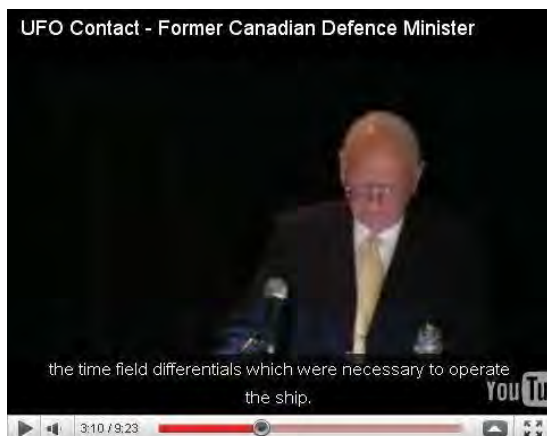 UFO Contact - Former Canadian Defence Minister
the time field differentials which were necessary to operate
the ship.
YouTu
3:10 / 9:23